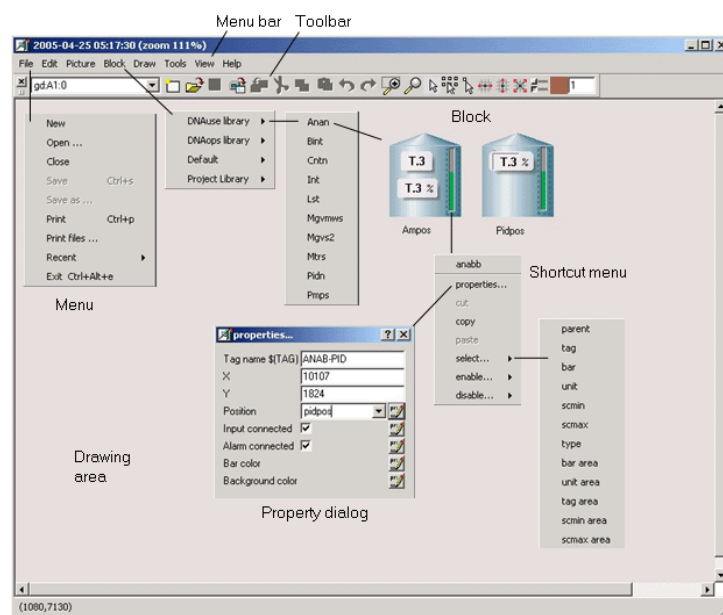 Menu bar Toolbar
2005-04-25 05:17:30 (zoom 111%)
File Edit Picture Block Draw Tools View Help
gd:A1:0
1
New
Open ...
Close
Save Ctrl+s
Save as ...
Print Ctrl+p
Print files ...
Recent
Exit Ctrl+Alt+e
Menu
DNAuse library
DNAops library
Default
Project Library
Anan
Bint
Cntn
Int
Lst
Mgvmws
Mgvs2
Mtrs
Pidn
Pmps
Block
T.3
T.3 %
Ampos
T.3 %
Pidpos
anabb
properties...
cut
copy
paste
select...
enable...
disable...
Shortcut menu
parent
tag
bar
unit
scmin
scmax
type
bar area
unit area
tag area
scmin area
scmax area
properties...
Tag name $(TAG) ANAB-PID
X 10107
Y 1824
Position pidpos
Input connected
Alarm connected
Bar color
Background color
Property dialog
Drawing
area
(1080,7130)